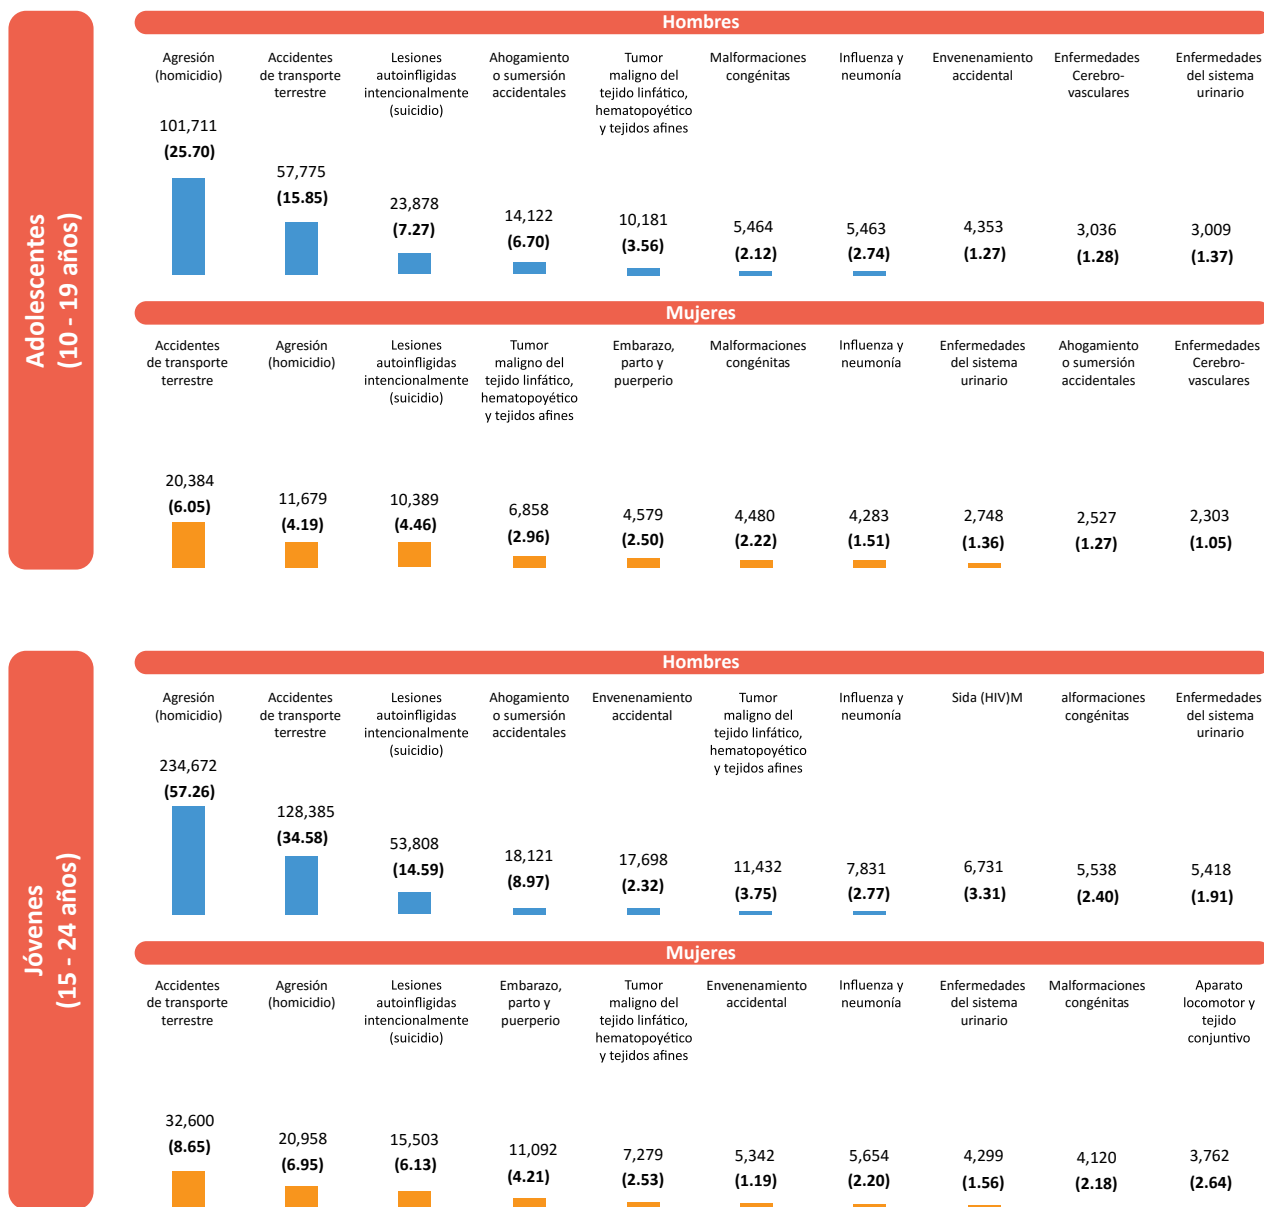 Adolescentes
(10 - 19 años)
Hombres
Agresión
(homicidio)
101,711
(25.70)
Accidentes
de transporte
terrestre
57,775
(15.85)
Lesiones
autoinfligidas
intencionalmente
(suicidio)
23,878
(7.27)
Ahogamiento
o sumersión
accidentales
14,122
(6.70)
Tumor
maligno del
tejido linfático,
hematopoyético
y tejidos afines
10,181
(3.56)
Malformaciones
congénitas
5,464
(2.12)
Influenza y
neumonía
5,463
(2.74)
Envenenamiento
accidental
4,353
(1.27)
Enfermedades
Cerebro-
vasculares
3,036
(1.28)
Enfermedades
del sistema
urinario
3,009
(1.37)
Mujeres
Accidentes
de transporte
terrestre
20,384
(6.05)
Agresión
(homicidio)
11,679
(4.19)
Lesiones
autoinfligidas
intencionalmente
(suicidio)
10,389
(4.46)
Tumor
maligno del
tejido linfático,
hematopoyético
y tejidos afines
6,858
(2.96)
Embarazo,
parto y
puerperio
4,579
(2.50)
Malformaciones
congénitas
4,480
(2.22)
Influenza y
neumonía
4,283
(1.51)
Enfermedades
del sistema
urinario
2,748
(1.36)
Ahogamiento
o sumersión
accidentales
2,527
(1.27)
Enfermedades
Cerebro-
vasculares
2,303
(1.05)
Jóvenes
(15 - 24 años)
Hombres
Agresión
(homicidio)
234,672
(57.26)
Accidentes
de transporte
terrestre
128,385
(34.58)
Lesiones
autoinfligidas
intencionalmente
(suicidio)
53,808
(14.59)
Ahogamiento
o sumersión
accidentales
18,121
(8.97)
Envenenamiento
accidental
17,698
(2.32)
Tumor
maligno del
tejido linfático,
hematopoyético
y tejidos afines
11,432
(3.75)
Influenza y
neumonía
7,831
(2.77)
Sida (HIV)M
6,731
(3.31)
alformaciones
congénitas
5,538
(2.40)
Enfermedades
del sistema
urinario
5,418
(1.91)
Mujeres
Accidentes
de transporte
terrestre
32,600
(8.65)
Agresión
(homicidio)
20,958
(6.95)
Lesiones
autoinfligidas
intencionalmente
(suicidio)
15,503
(6.13)
Embarazo,
parto y
puerperio
11,092
(4.21)
Tumor
maligno del
tejido linfático,
hematopoyético
y tejidos afines
7,279
(2.53)
Envenenamiento
accidental
5,342
(1.19)
Influenza y
neumonía
5,654
(2.20)
Enfermedades
del sistema
urinario
4,299
(1.56)
Malformaciones
congénitas
4,120
(2.18)
Aparato
locomotor y
tejido
conjuntivo
3,762
(2.64)